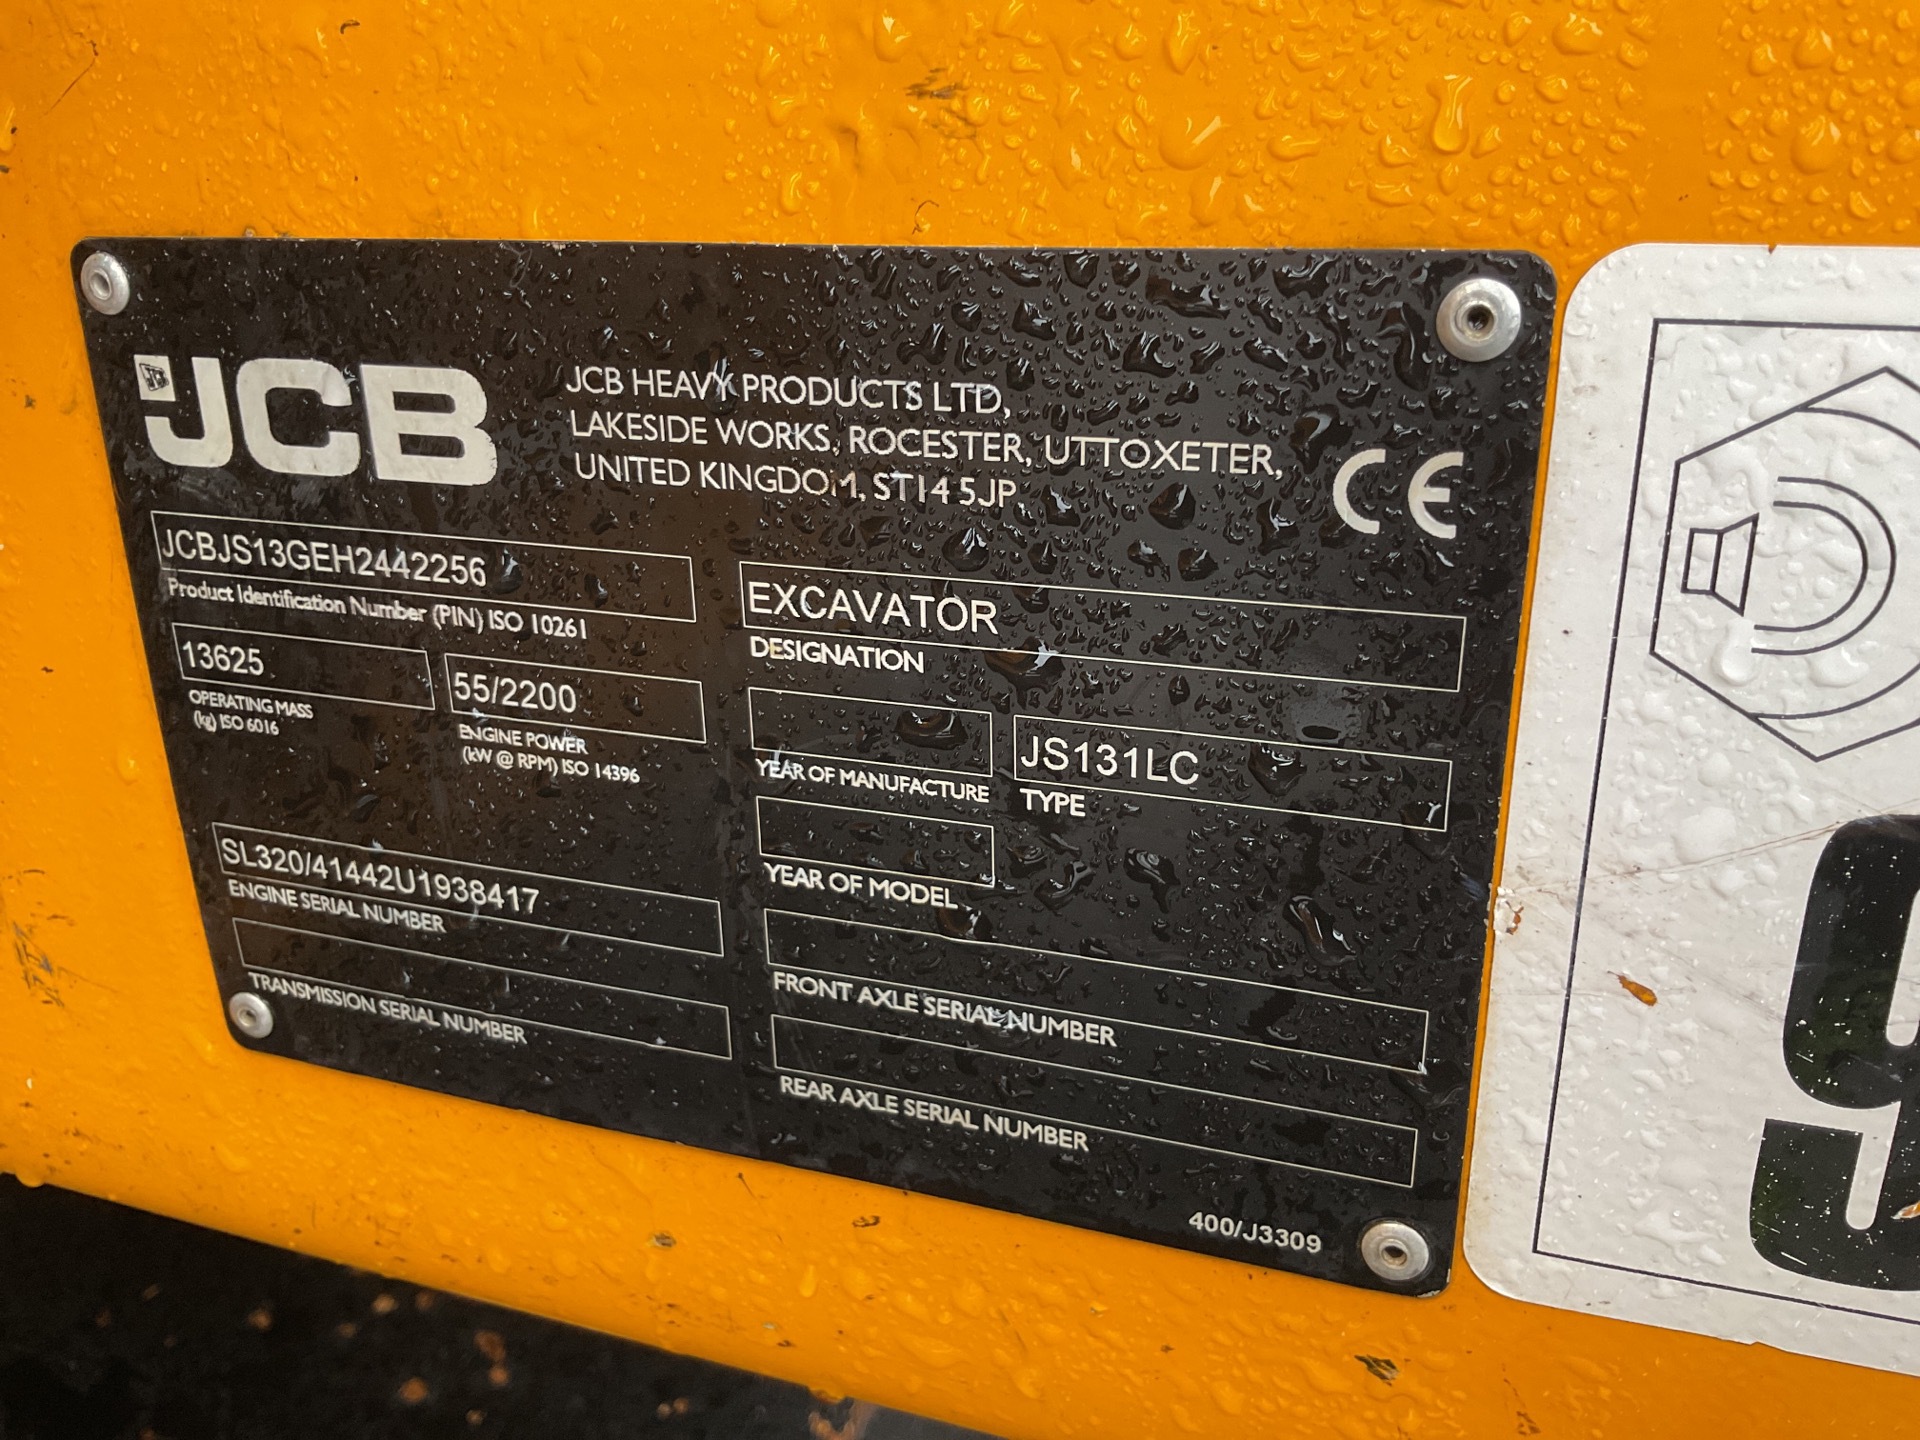 JCB
JCB HEAVY PRODUCTS LTD,
LAKESIDE WORKS, ROCESTER, UTTOXETER,
UNITED KINGDOM, ST14 5JP
CE
JCBJS13GEH2442256
Product Identification Number (PIN) ISO 10261
13625
OPERATING MASS
(kg) ISO 6016
55/2200
ENGINE POWER
(kW @ RPM) ISO 14396
SL320/41442U1938417
ENGINE SERIAL NUMBER
TRANSMISSION SERIAL NUMBER
EXCAVATOR
DESIGNATION
YEAR OF MANUFACTURE
JS131LC
TYPE
YEAR OF MODEL
FRONT AXLE SERIAL NUMBER
REAR AXLE SERIAL NUMBER
400/J3309
9